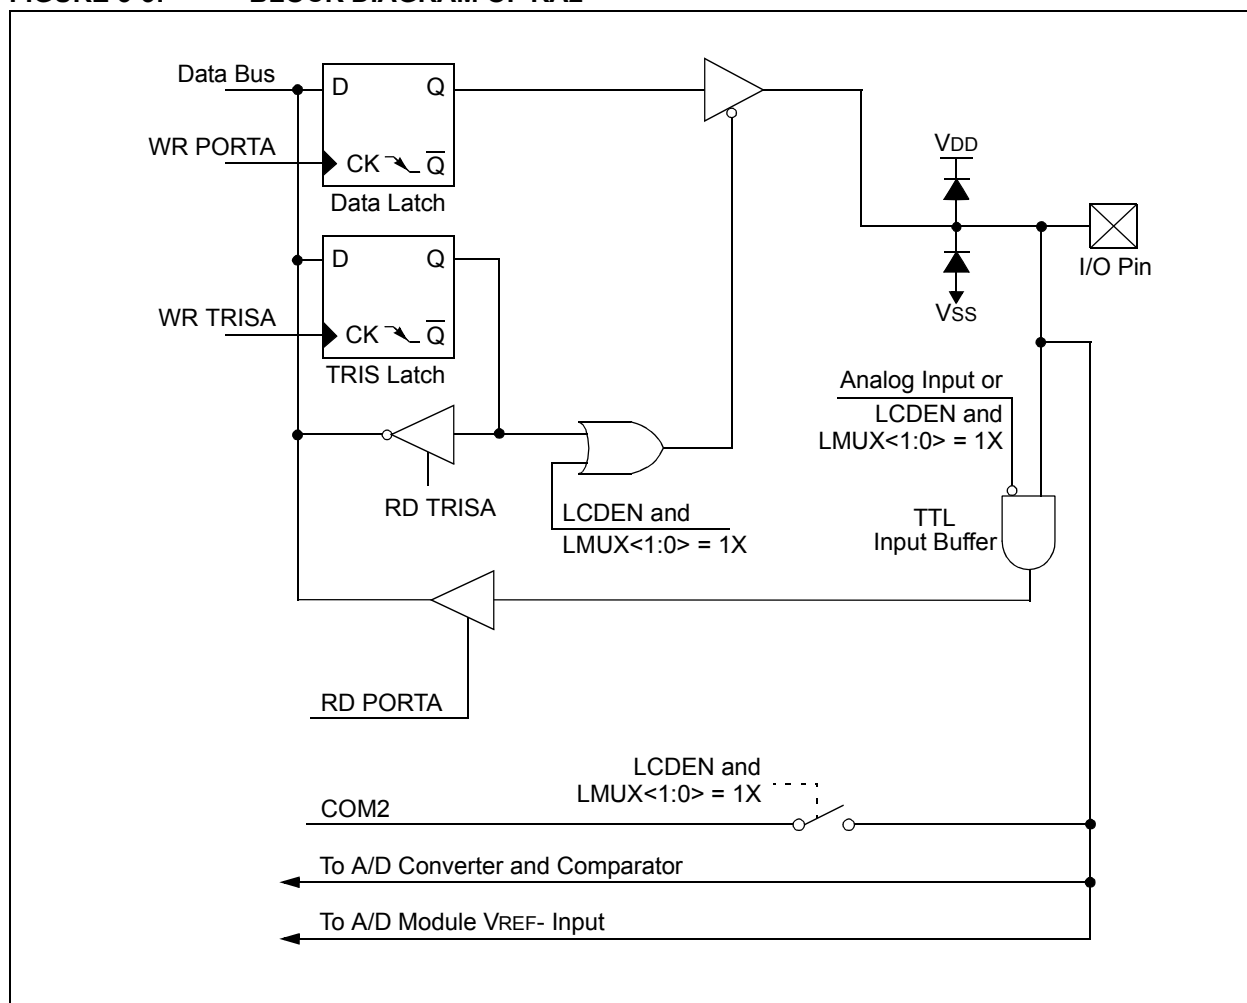 Data Bus
D Q
WR PORTA
CK Q
Data Latch
VDD
I/O Pin
VSS
D Q
WR TRISA
CK Q
TRIS Latch
Analog Input or
LCDEN and
LMUX<1:0> = 1X
RD TRISA
LCDEN and
LMUX<1:0> = 1X
TTL
Input Buffer
RD PORTA
LCDEN and
LMUX<1:0> = 1X
COM2
To A/D Converter and Comparator
To A/D Module VREF- Input